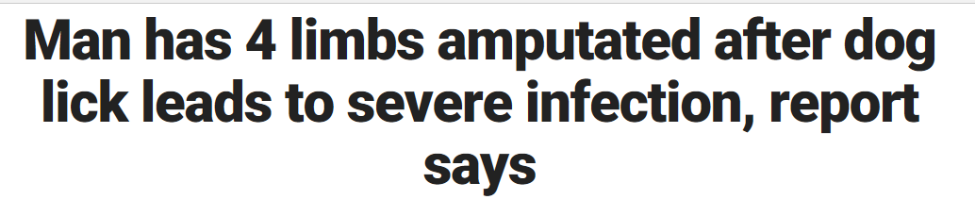 Man has 4 limbs amputated after dog
lick leads to severe infection, report
says